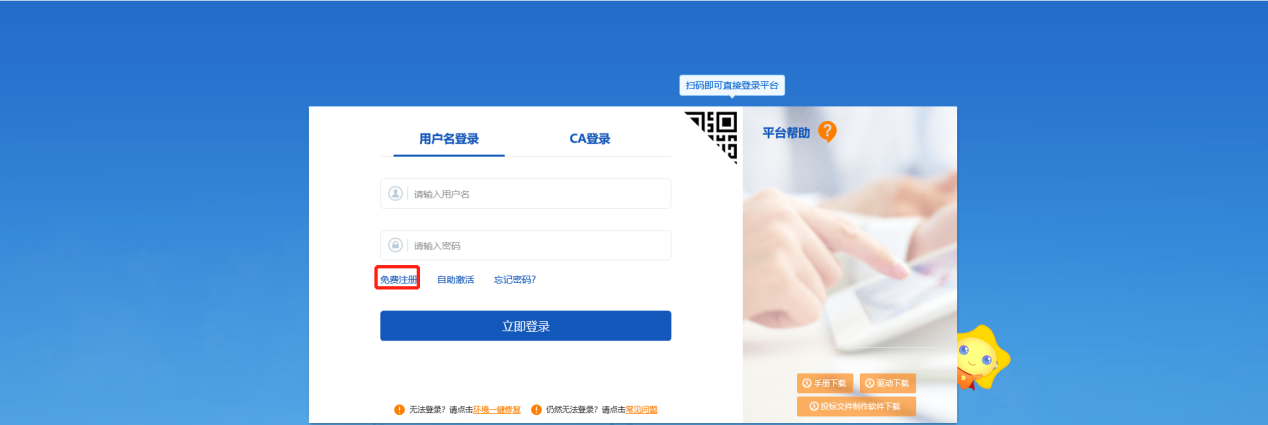 扫码即可直接登录平台
用户名登录 CA登录
平台帮助 ?
请输入用户名
请输入密码
免费注册 自助激活 忘记密码?
立即登录
手册下载 驱动下载
投标文件制作软件下载
无法登录? 请点击环境一键修复 仍然无法登录? 请点击常见问题